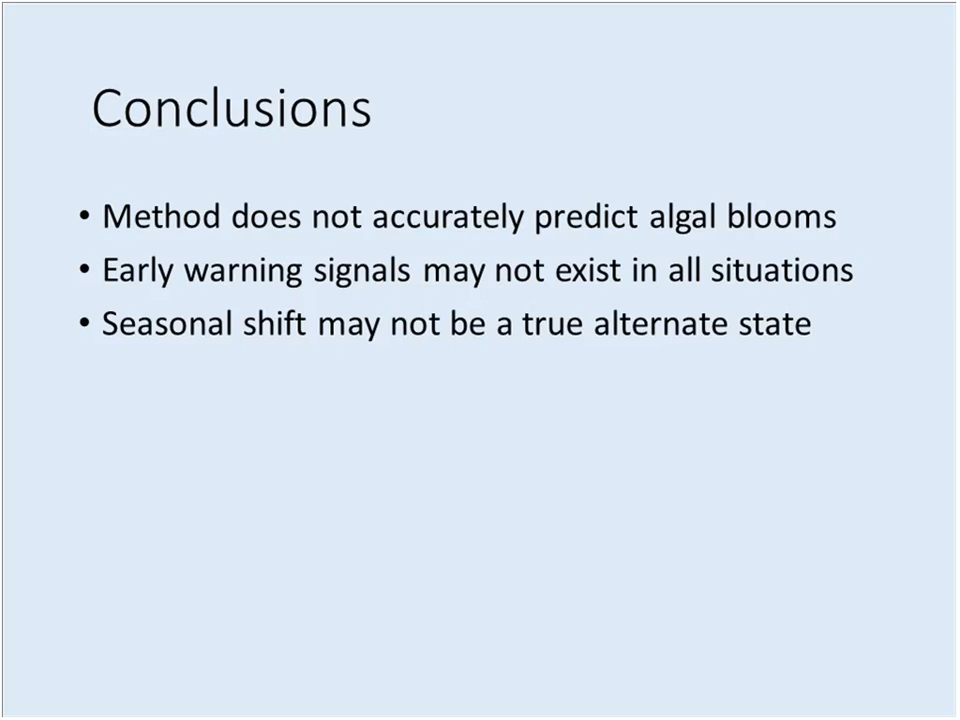 Conclusions
• Method does not accurately predict algal blooms
• Early warning signals may not exist in all situations
• Seasonal shift may not be a true alternate state